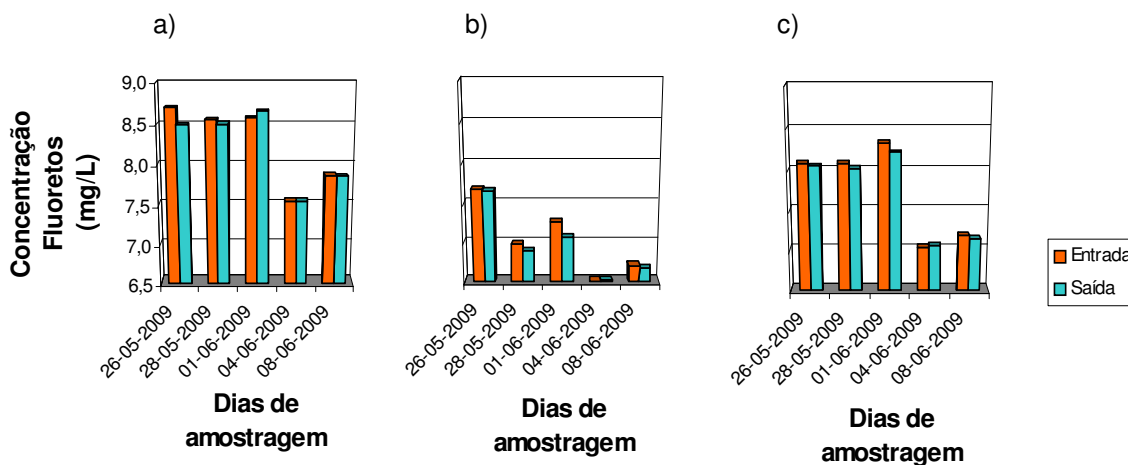 a)
b)
c)
Concentração
Fluoretos
(mg/L)
9,0
8,5
8,0
7,5
7,0
6,5
26-05-2009
28-05-2009
01-06-2009
04-06-2009
08-06-2009
Dias de
amostragem
26-05-2009
28-05-2009
01-06-2009
04-06-2009
08-06-2009
Dias de
amostragem
26-05-2009
28-05-2009
01-06-2009
04-06-2009
08-06-2009
Dias de
amostragem
Entrada
Saída